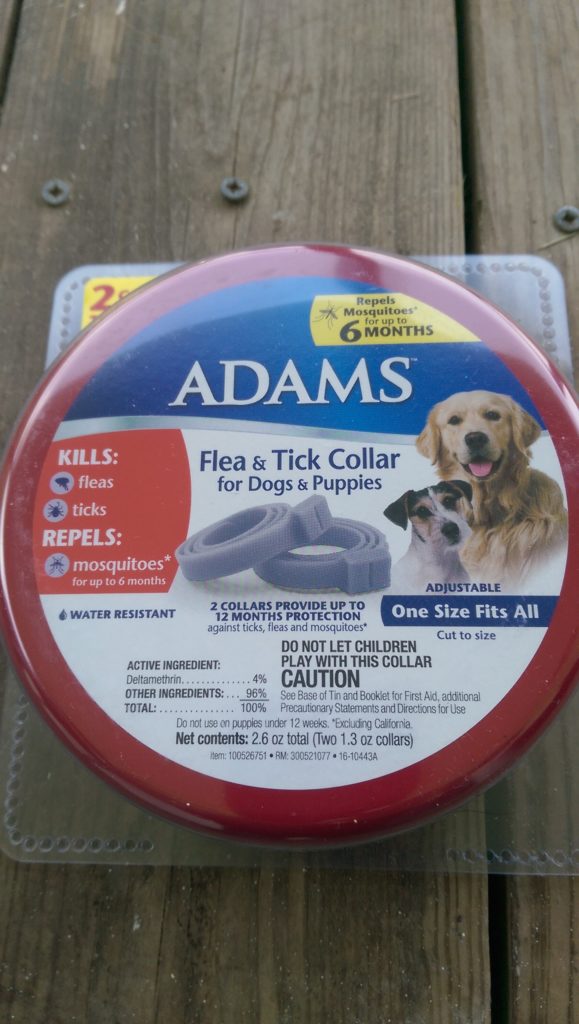 2
Repels
Mosquitoes*
for up to
6 MONTHS
ADAMS™
KILLS:
fleas
ticks
REPELS:
mosquitoes*
for up to 6 months
Flea & Tick Collar
for Dogs & Puppies
WATER RESISTANT
2 COLLARS PROVIDE UP TO
12 MONTHS PROTECTION
against ticks, fleas and mosquitoes*
ADJUSTABLE
One Size Fits All
Cut to size
ACTIVE INGREDIENT:
Deltamethrin.............. 4%
OTHER INGREDIENTS: ... 96%
TOTAL: ................ 100%
DO NOT LET CHILDREN
PLAY WITH THIS COLLAR
CAUTION
See Base of Tin and Booklet for First Aid, additional
Precautionary Statements and Directions for Use
Do not use on puppies under 12 weeks. *Excluding California.
Net contents: 2.6 oz total (Two 1.3 oz collars)
item: 100526751 • RM: 300521077 • 16-10443A